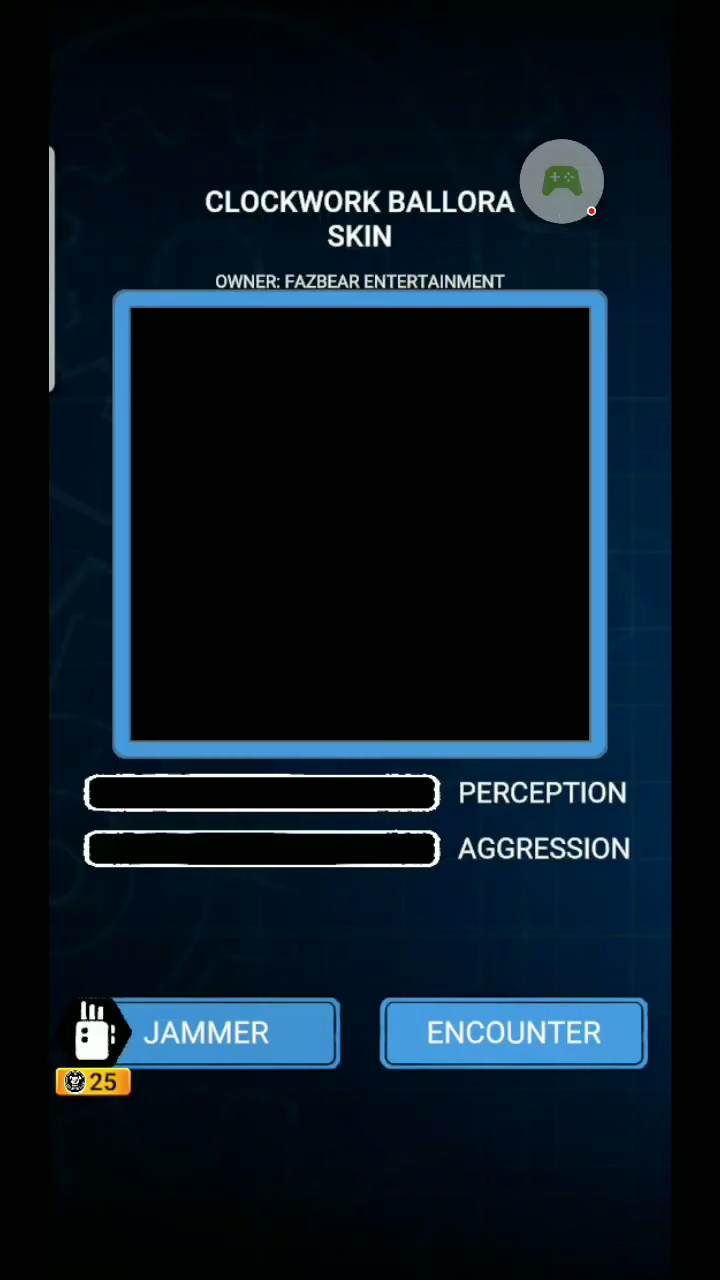 CLOCKWORK BALLORA
SKIN
OWNER: FAZBEAR ENTERTAINMENT
PERCEPTION
AGGRESSION
JAMMER
ENCOUNTER
25